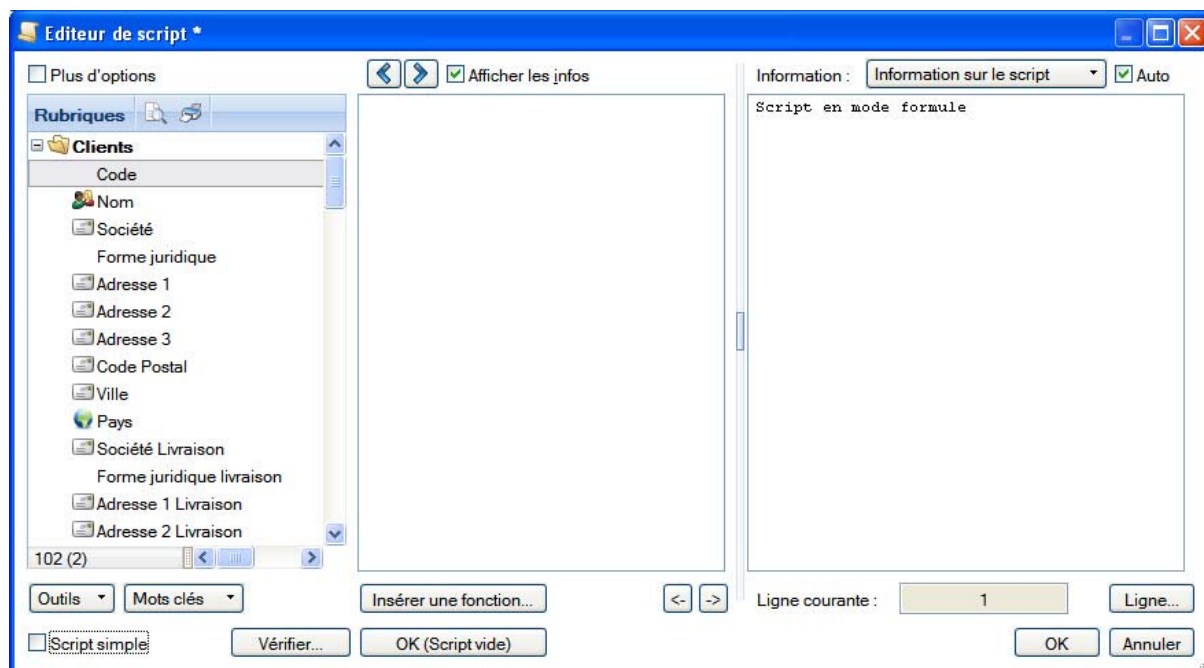 Editeur de script *
Plus d'options
Afficher les infos
Information :
Information sur le script
Auto
Rubriques
Clients
Code
Nom
Société
Forme juridique
Adresse 1
Adresse 2
Adresse 3
Code Postal
Ville
Pays
Société Livraison
Forme juridique livraison
Adresse 1 Livraison
Adresse 2 Livraison
102 (2)
Script en mode formule
Outils
Mots clés
Insérer une fonction...
<-
->
Ligne courante :
1
Ligne...
Script simple
Vérifier...
OK (Script vide)
OK
Annuler